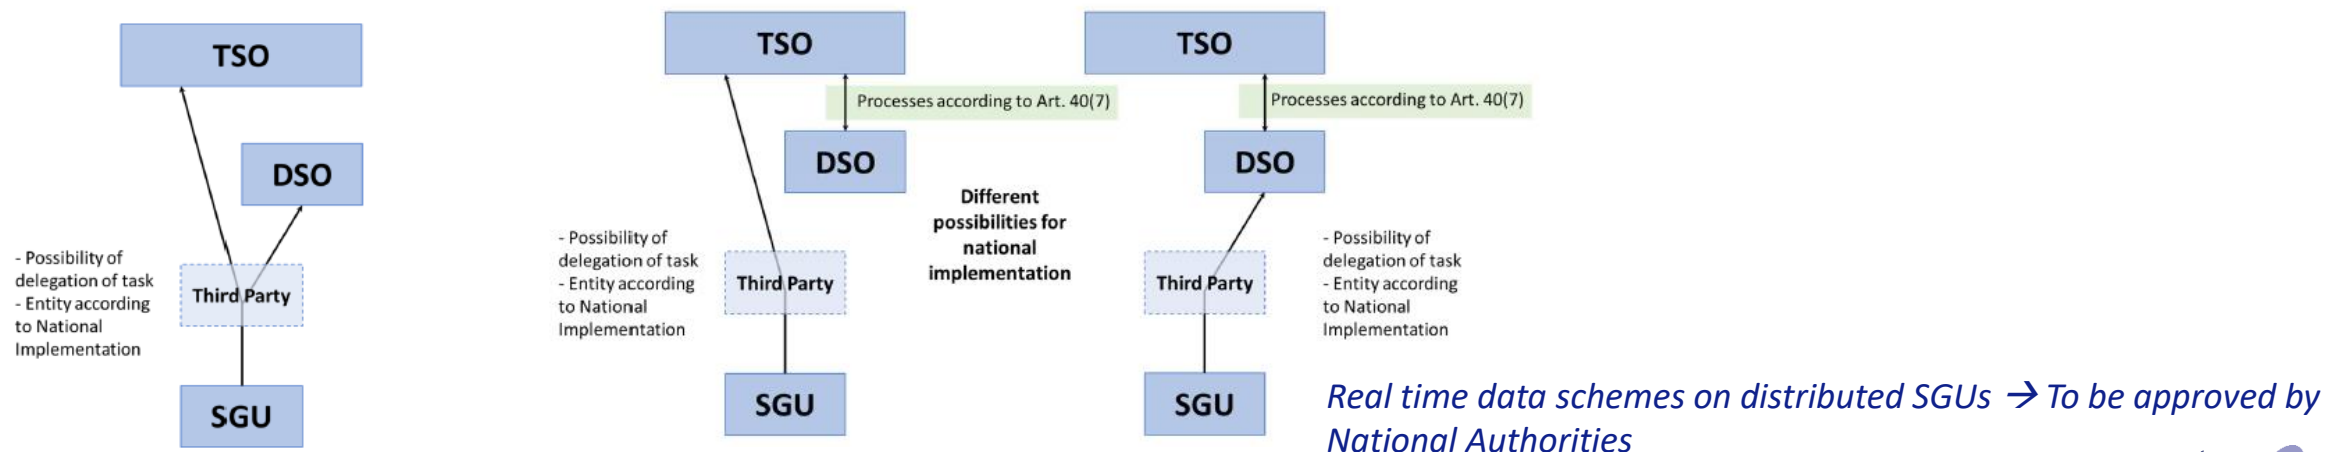 TSO
DSO
- Possibility of
delegation of task
- Entity according
to National
Implementation
Third Party
SGU
TSO
Processes according to Art. 40(7)
DSO
- Possibility of
delegation of task
- Entity according
to National
Implementation
Third Party
SGU
Different
possibilities for
national
implementation
TSO
Processes according to Art. 40(7)
DSO
Third Party
- Possibility of
delegation of task
- Entity according
to National
Implementation
SGU
Real time data schemes on distributed SGUs → To be approved by
National Authorities